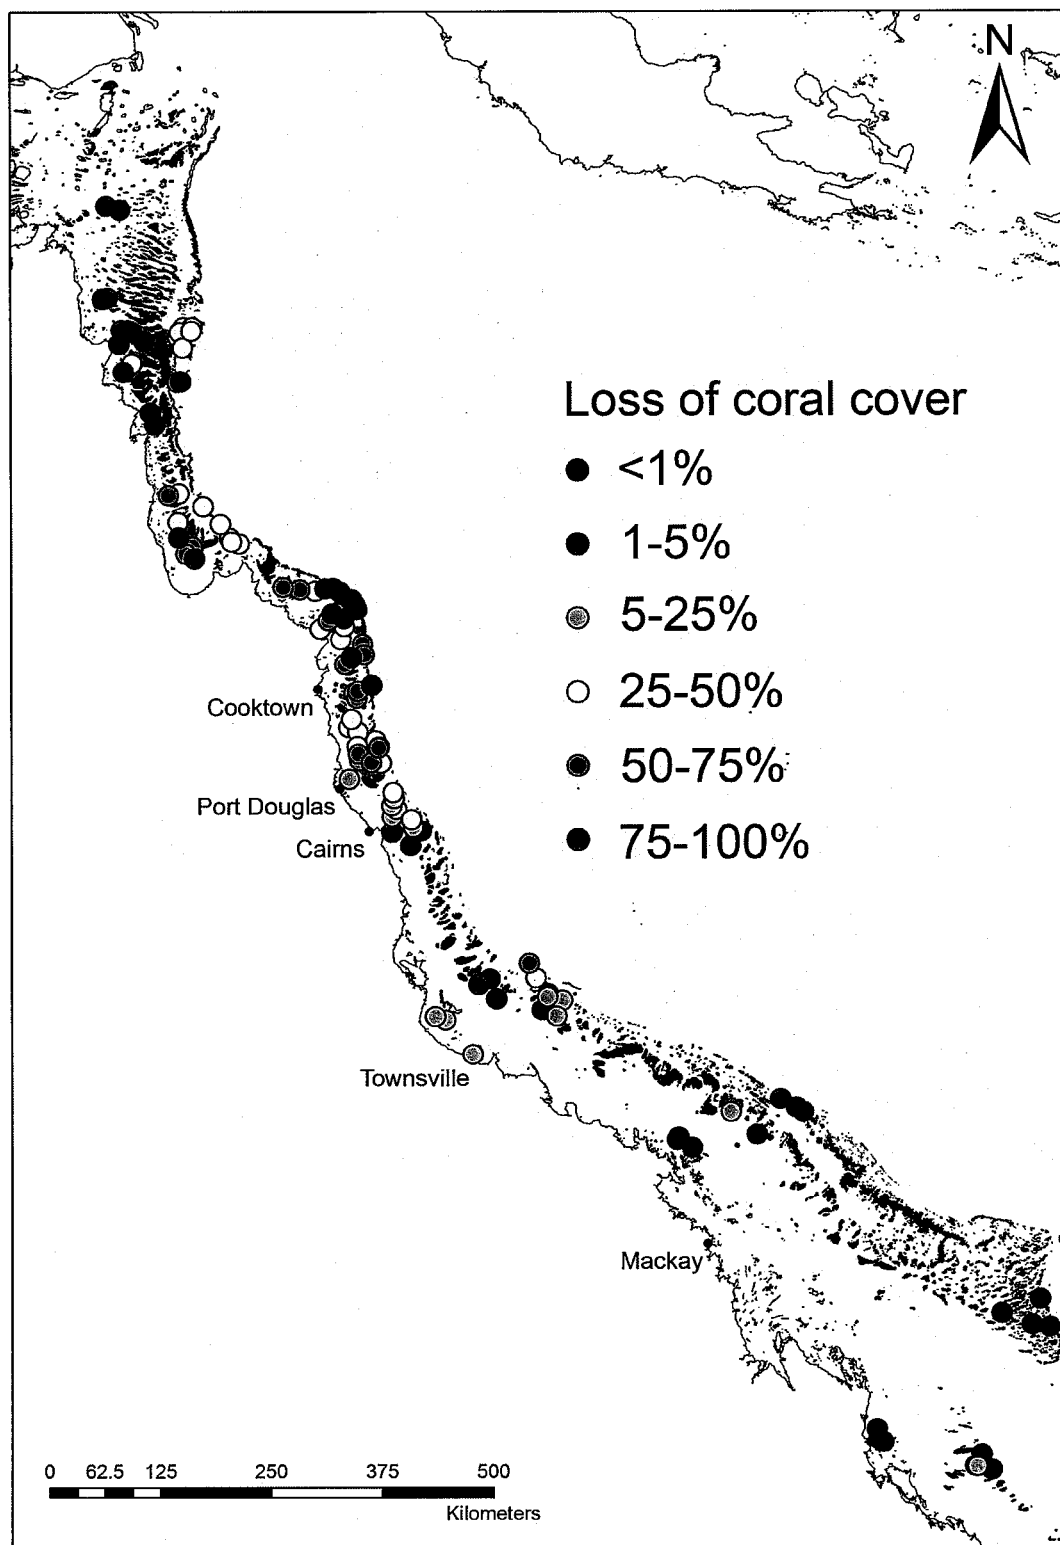 N
Loss of coral cover
<1%
1-5%
5-25%
25-50%
50-75%
75-100%
Cooktown
Port Douglas
Cairns
Townsville
Mackay
0 62.5 125 250 375 500
Kilometers